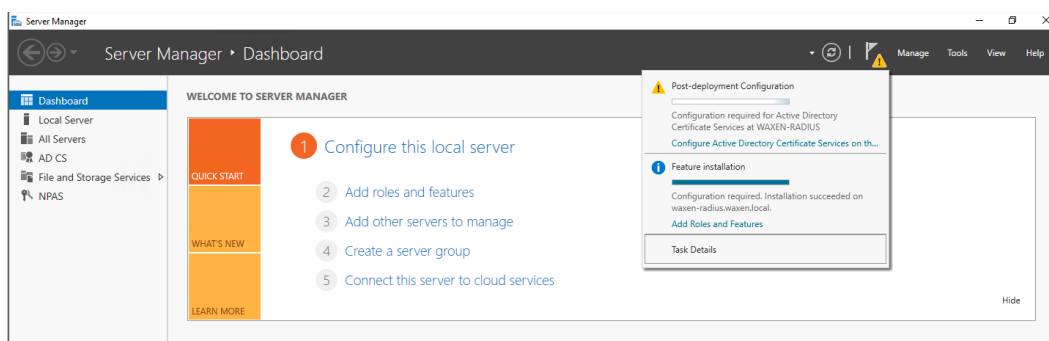 Server Manager
Server Manager • Dashboard
Manage Tools View Help
Dashboard
Local Server
All Servers
AD CS
File and Storage Services
NPAS
WELCOME TO SERVER MANAGER
QUICK START
WHAT'S NEW
LEARN MORE
1 Configure this local server
2 Add roles and features
3 Add other servers to manage
4 Create a server group
5 Connect this server to cloud services
Post-deployment Configuration
Configuration required for Active Directory
Certificate Services at WAXEN-RADIUS
Configure Active Directory Certificate Services on th...
Feature installation
Configuration required. Installation succeeded on
waxen-radius.waxen.local.
Add Roles and Features
Task Details
Hide